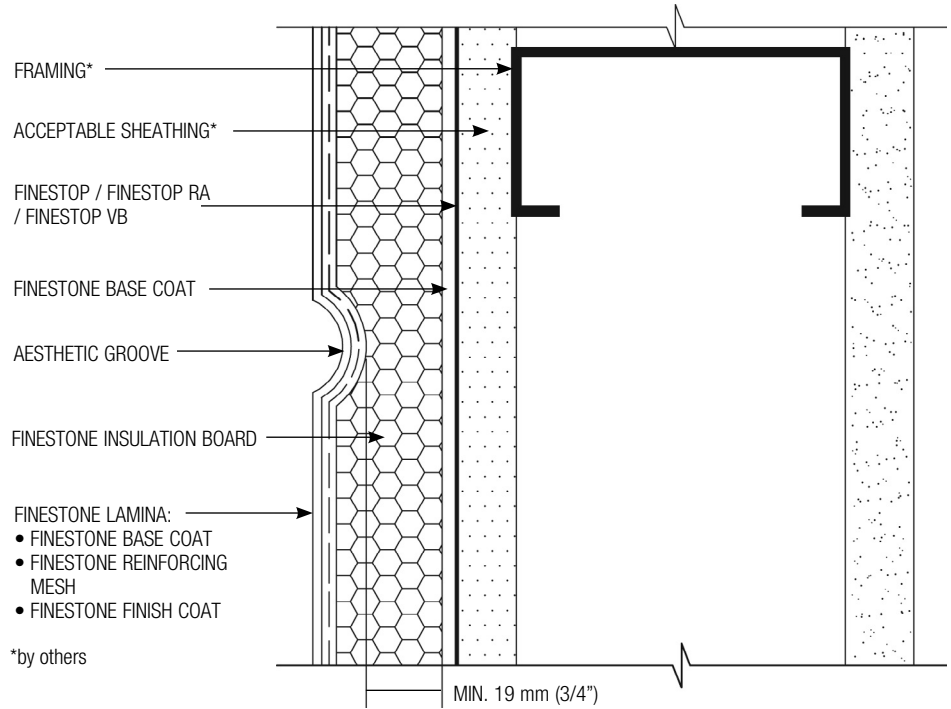 FRAMING*
ACCEPTABLE SHEATHING*
FINESTOP / FINESTOP RA
/ FINESTOP VB
FINESTONE BASE COAT
AESTHETIC GROOVE
FINESTONE INSULATION BOARD
FINESTONE LAMINA:
• FINESTONE BASE COAT
• FINESTONE REINFORCING
MESH
• FINESTONE FINISH COAT
*by others
MIN. 19 mm (3/4”)